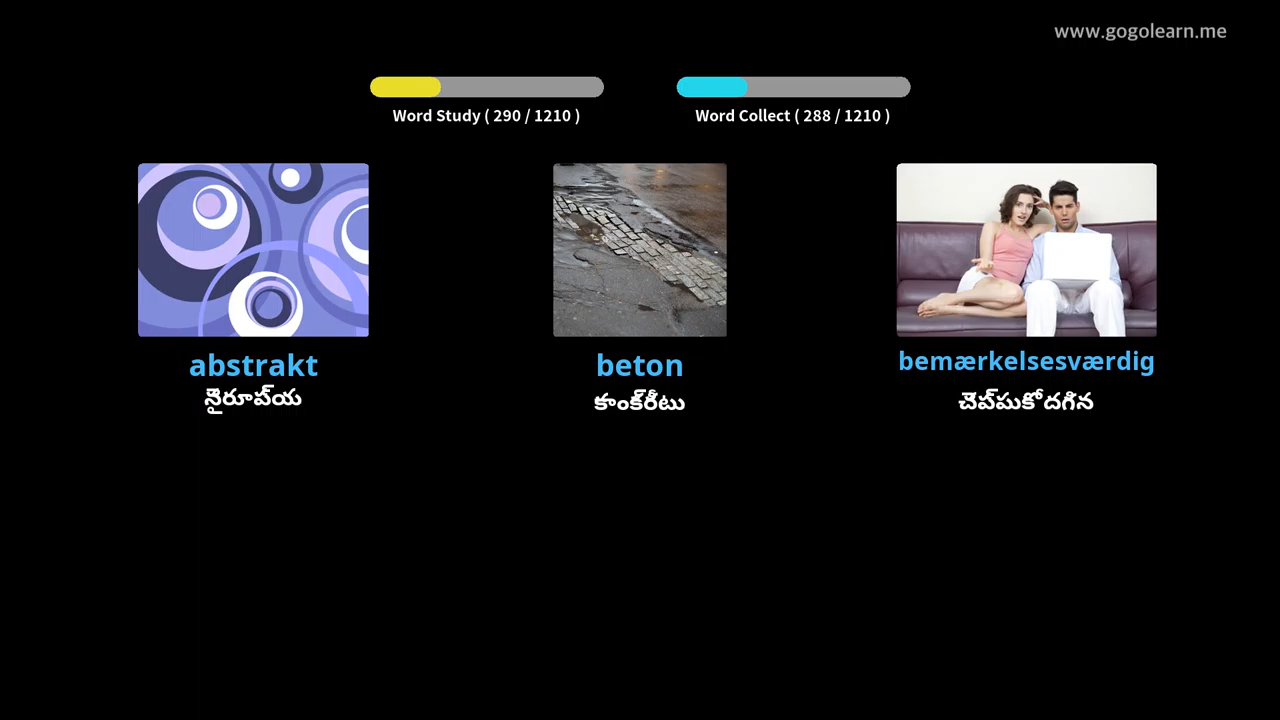 www.gogolearn.me
Word Study ( 290 / 1210 )
Word Collect ( 288 / 1210 )
abstrakt
beton
bemærkelsesværdig
నైరూప్య
కాంక్రీటు
చెప్పుకోదగిన